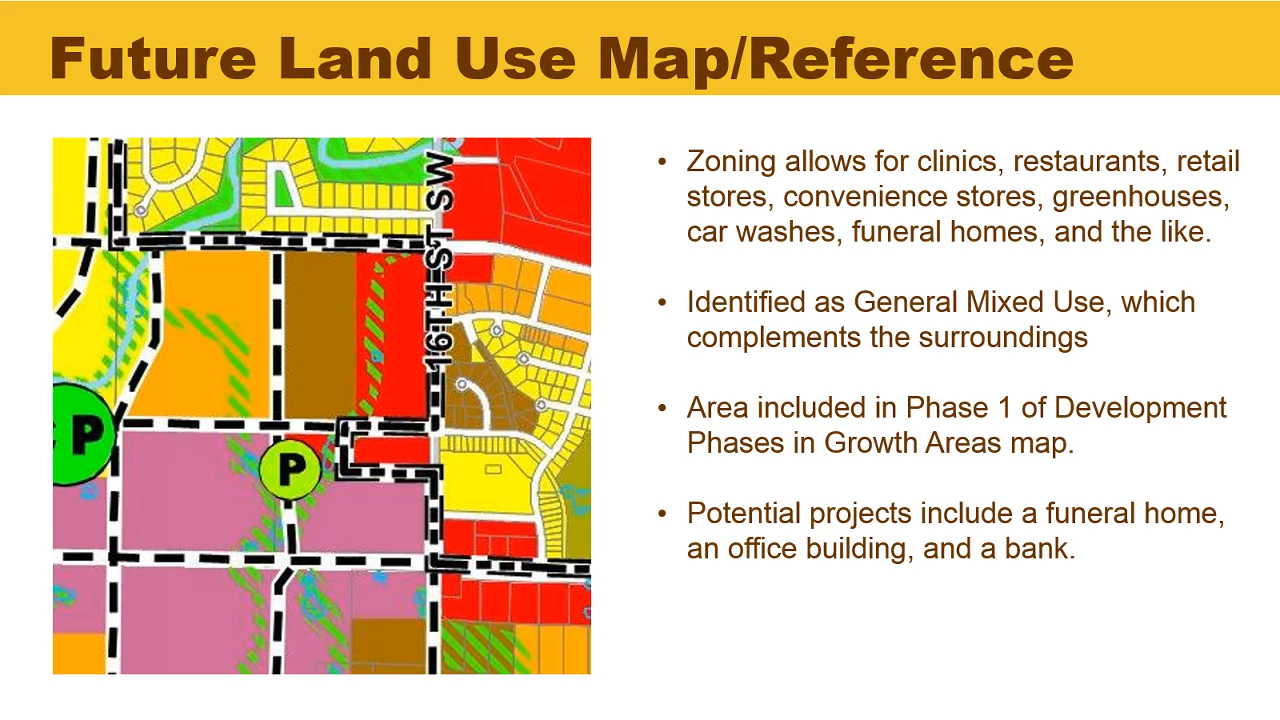 Future Land Use Map/Reference
16TH ST SW
P
P
• Zoning allows for clinics, restaurants, retail
stores, convenience stores, greenhouses,
car washes, funeral homes, and the like.
• Identified as General Mixed Use, which
complements the surroundings
• Area included in Phase 1 of Development
Phases in Growth Areas map.
• Potential projects include a funeral home,
an office building, and a bank.